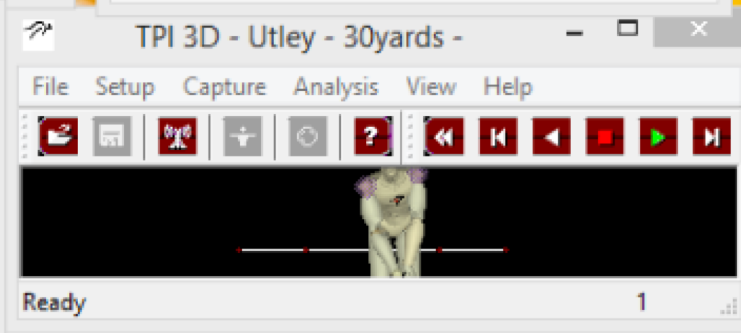 TPI 3D - Utley - 30yards -
File Setup Capture Analysis View Help
?
Ready 1